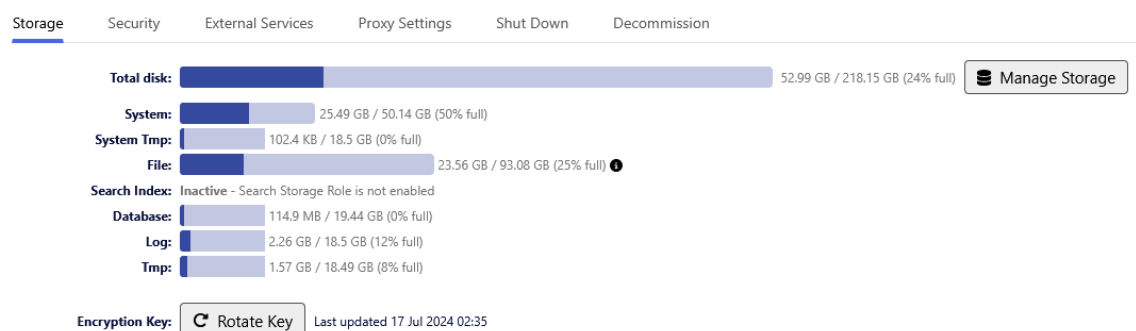 Storage Security External Services Proxy Settings Shut Down Decommission
Total disk: 52.99 GB / 218.15 GB (24% full) Manage Storage
System: 25.49 GB / 50.14 GB (50% full)
System Tmp: 102.4 KB / 18.5 GB (0% full)
File: 23.56 GB / 93.08 GB (25% full)
Search Index: Inactive - Search Storage Role is not enabled
Database: 114.9 MB / 19.44 GB (0% full)
Log: 2.26 GB / 18.5 GB (12% full)
Tmp: 1.57 GB / 18.49 GB (8% full)
Encryption Key: Rotate Key Last updated 17 Jul 2024 02:35